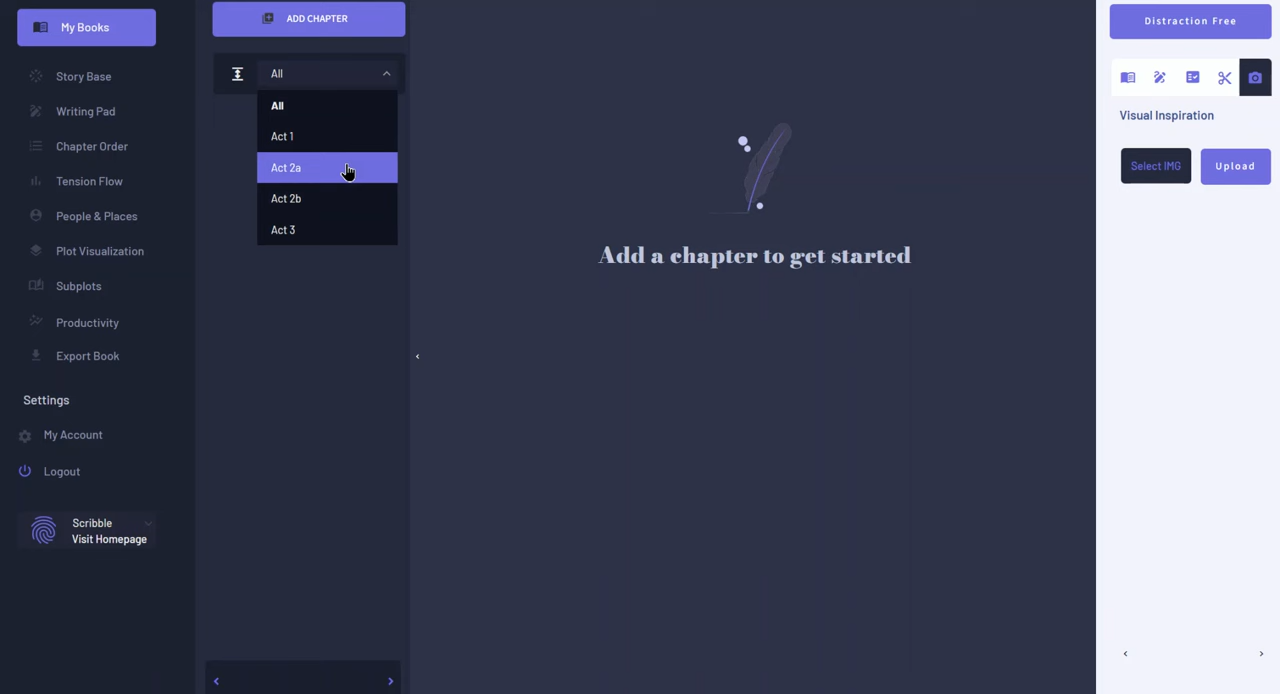 My Books
Story Base
Writing Pad
Chapter Order
Tension Flow
People & Places
Plot Visualization
Subplots
Productivity
Export Book
Settings
My Account
Logout
Scribble
Visit Homepage
ADD CHAPTER
All
All
Act 1
Act 2a
Act 2b
Act 3
Add a chapter to get started
Distraction Free
Visual Inspiration
Select IMG
Upload